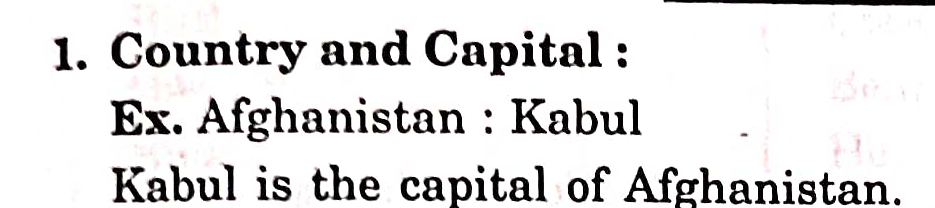 1. Country and Capital :
Ex. Afghanistan : Kabul
Kabul is the capital of Afghanistan.